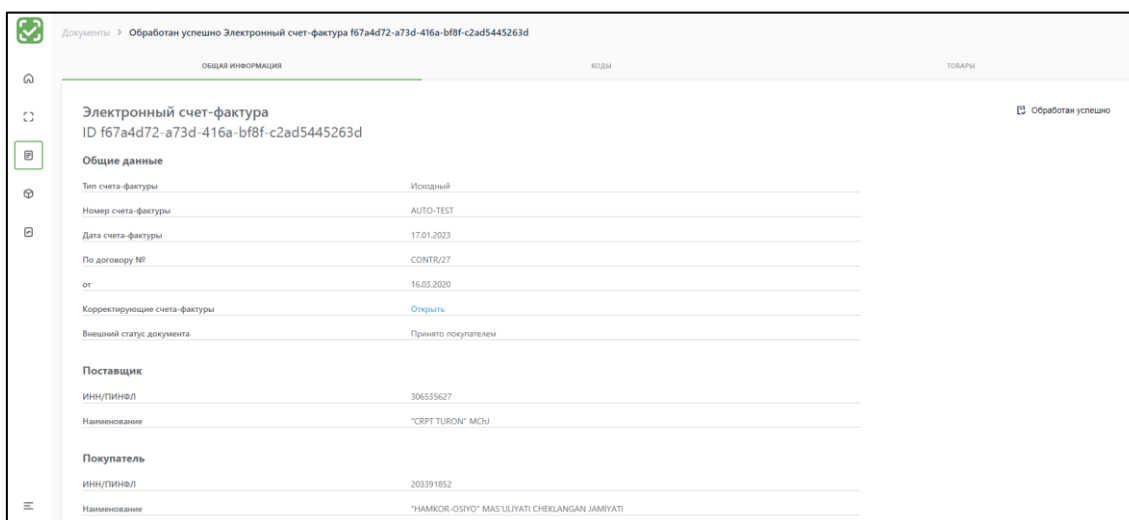 Документы > Обработан успешно Электронный счет-фактура f67a4d72-a73d-416a-bf8f-c2ad5445263d
ОБЩАЯ ИНФОРМАЦИЯ КОДЫ ТОВАРЫ
Электронный счет-фактура Обработан успешно
ID f67a4d72-a73d-416a-bf8f-c2ad5445263d
Общие данные
Тип счета-фактуры Исходный
Номер счета-фактуры AUTO-TEST
Дата счета-фактуры 17.01.2023
По договору № CONTR/27
от 16.03.2020
Корректирующие счета-фактуры Открыть
Внешний статус документа Принято покупателем
Поставщик
ИНН/ПИНФЛ 306535627
Наименование "CRPT TURON" MChJ
Покупатель
ИНН/ПИНФЛ 203391852
Наименование "HAMKOR-OSIYO" MAS'ULIYATI CHEKLANGAN JAMIYATI